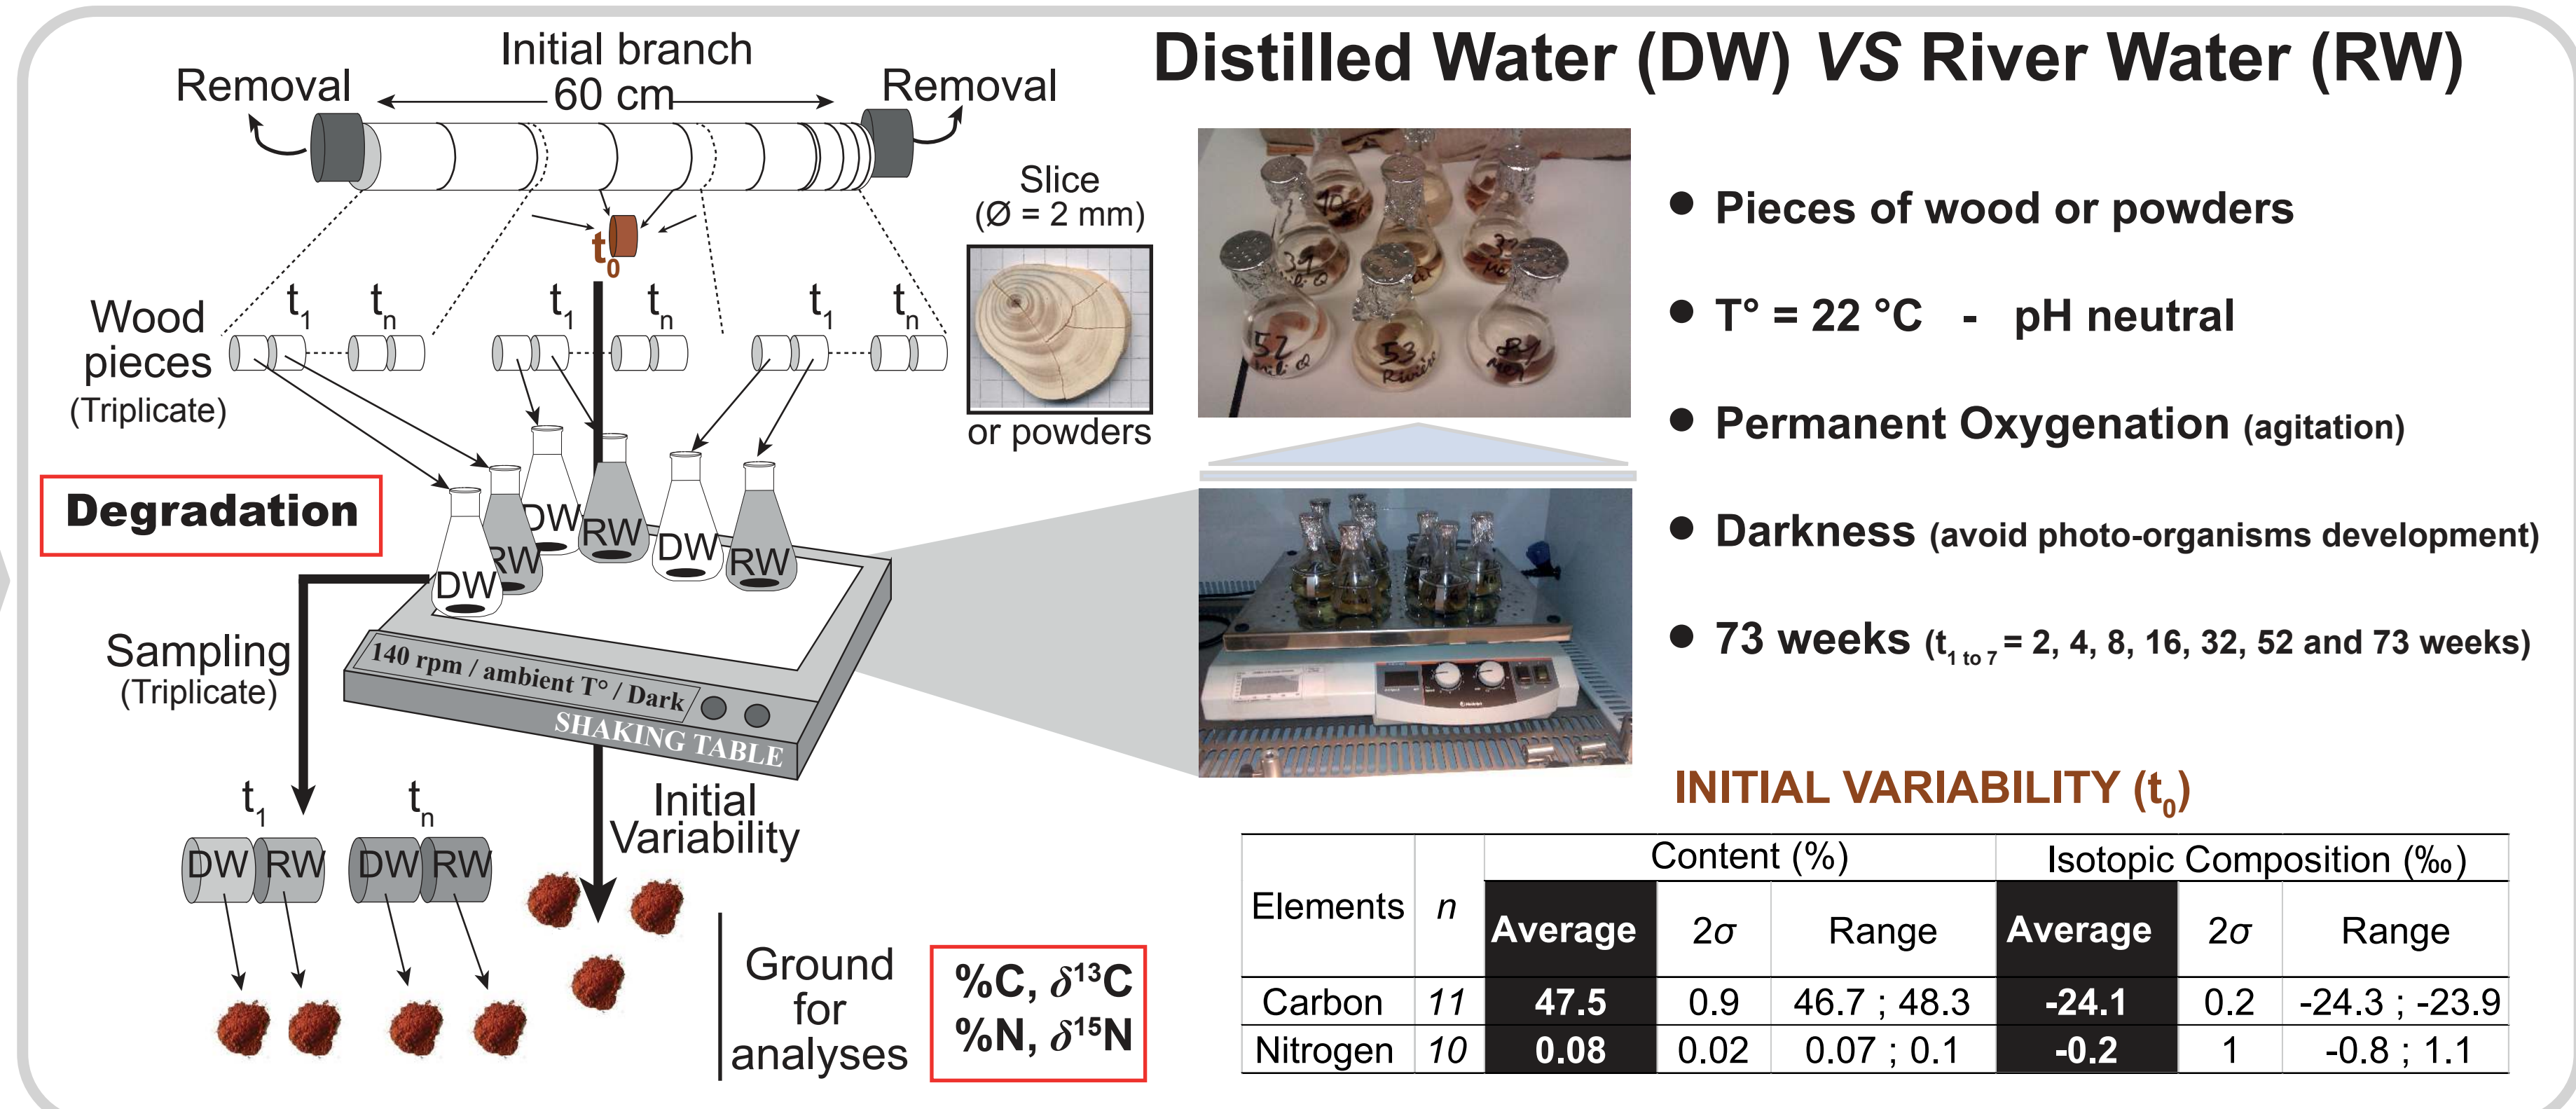 Distilled Water (DW) VS River Water (RW)
Initial branch
60 cm
Removal
Removal
Slice
(Ø = 2 mm)
or powders
t0
Wood
pieces
(Triplicate)
t1
tn
t1
tn
t1
tn
Degradation
DW
RW
DW
RW
DW
RW
140 rpm / ambient T° / Dark
SHAKING TABLE
Sampling
(Triplicate)
t1
tn
DW RW
DW RW
Initial
Variability
Ground
for
analyses
%C, δ13C
%N, δ15N
52
53
39
● Pieces of wood or powders
● T° = 22 °C - pH neutral
● Permanent Oxygenation (agitation)
● Darkness (avoid photo-organisms development)
● 73 weeks (t1 to 7 = 2, 4, 8, 16, 32, 52 and 73 weeks)
INITIAL VARIABILITY (t0)
Elements n Content (%) Isotopic Composition (‰)
Average 2σ Range Average 2σ Range
Carbon 11 47.5 0.9 46.7 ; 48.3 -24.1 0.2 -24.3 ; -23.9
Nitrogen 10 0.08 0.02 0.07 ; 0.1 -0.2 1 -0.8 ; 1.1